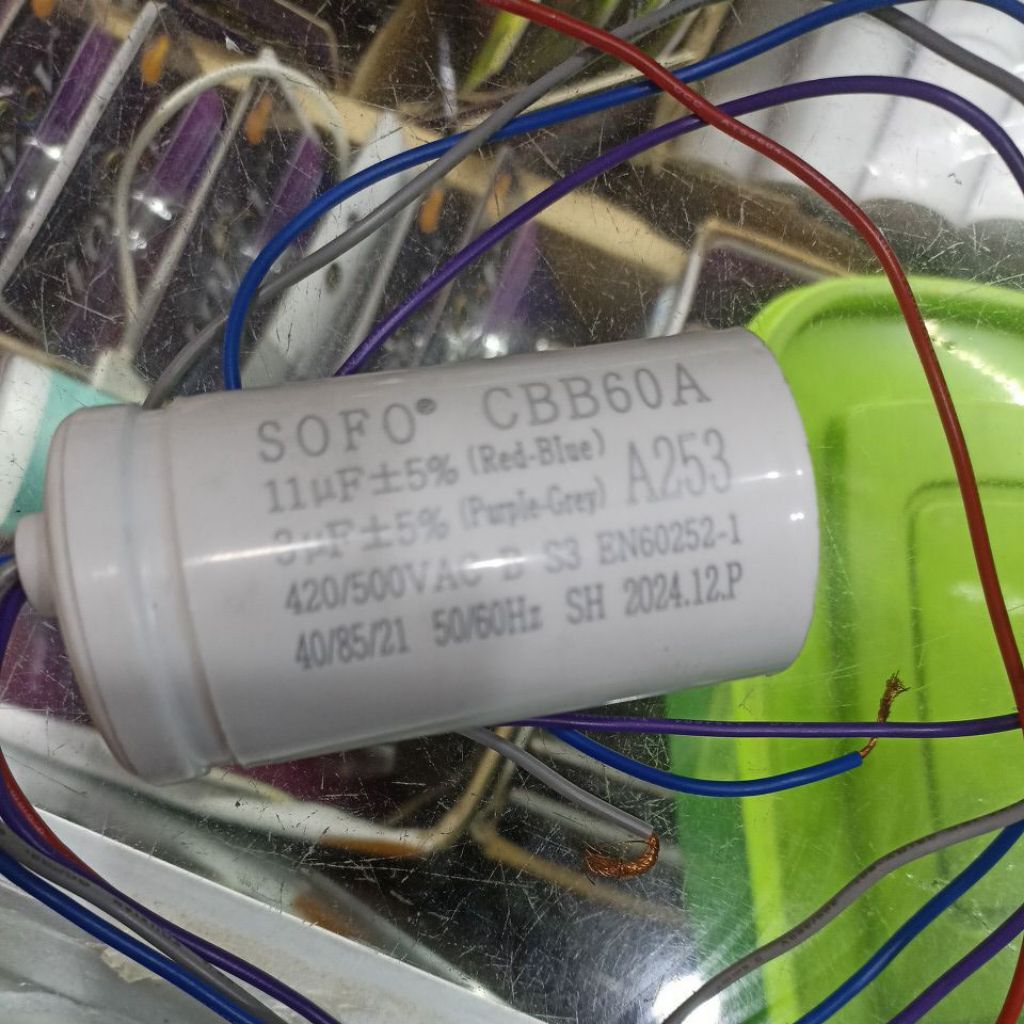 SOFO® CBB60A
11μF±5% (Red-Blue)
3μF±5% (Purple-Grey) A253
420/500VAC B S3 EN60252-1
40/85/21 50/60Hz SH 2024.12.P